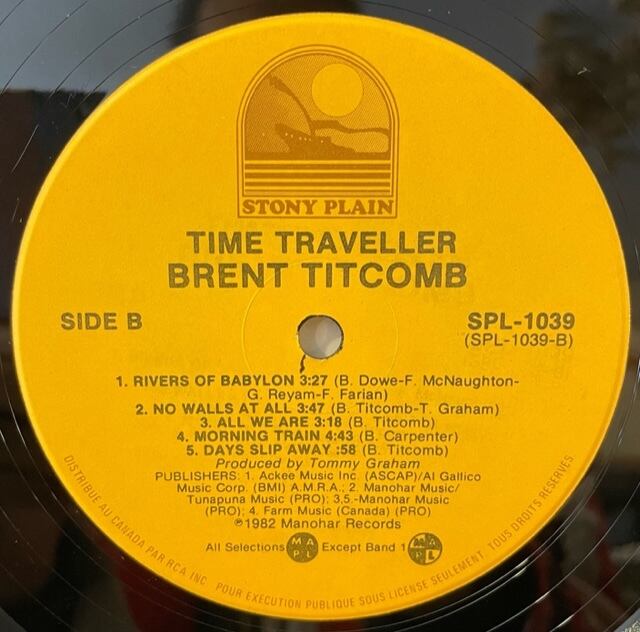 STONY PLAIN
TIME TRAVELLER
BRENT TITCOMB
SIDE B
SPL-1039
(SPL-1039-B)
1. RIVERS OF BABYLON 3:27 (B. Dowe-F. McNaughton-
G. Reyam-F. Farian)
2. NO WALLS AT ALL 3:47 (B. Titcomb-T. Graham)
3. ALL WE ARE 3:18 (B. Titcomb)
4. MORNING TRAIN 4:43 (B. Carpenter)
5. DAYS SLIP AWAY :58 (B. Titcomb)
Produced by Tommy Graham
PUBLISHERS: 1. Ackee Music Inc. (ASCAP)/Al Gallico
Music Corp. (BMI) A.M.R.A.; 2. Manohar Music/
Tunapuna Music (PRO); 3,5.-Manohar Music
(PRO); 4. Farm Music (Canada) (PRO)
℗1982 Manohar Records
All Selections MAPL Except Band 1 MAPL
DISTRIBUE AU CANADA PAR RCA INC POUR EXECUTION PUBLIQUE SOUS LICENSE SEULEMENT. TOUS DROITS RESERVES